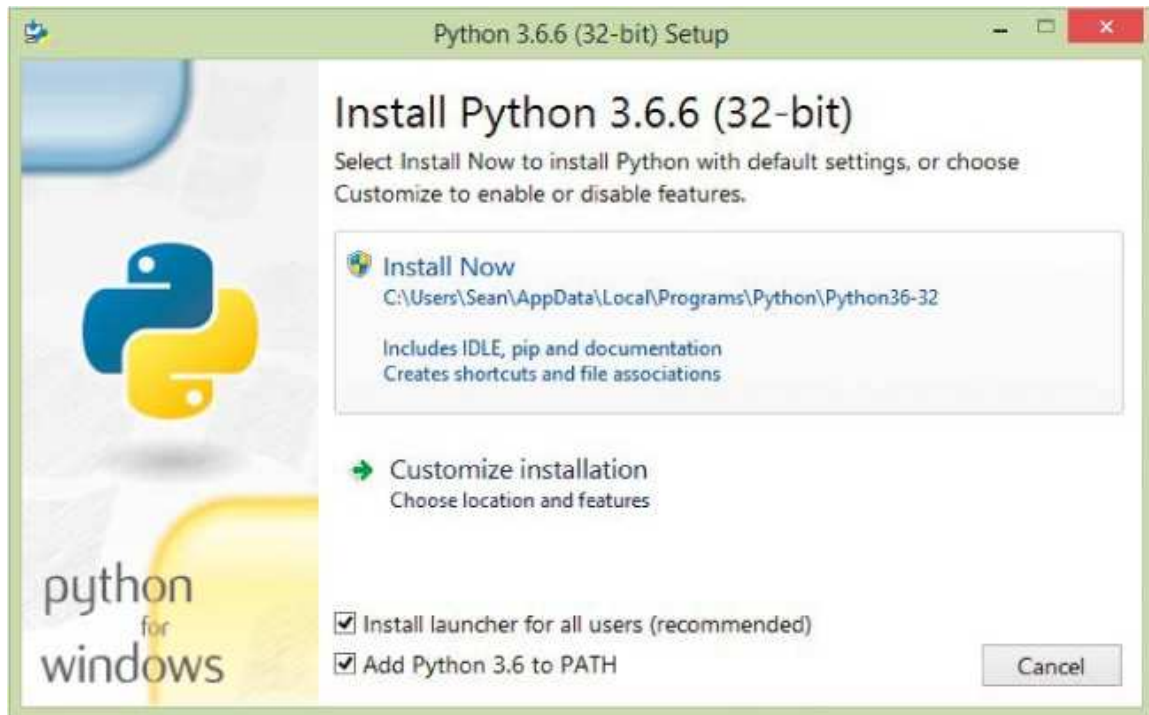 Python 3.6.6 (32-bit) Setup
Install Python 3.6.6 (32-bit)
Select Install Now to install Python with default settings, or choose
Customize to enable or disable features.
Install Now
C:\Users\Sean\AppData\Local\Programs\Python\Python36-32
Includes IDLE, pip and documentation
Creates shortcuts and file associations
Customize installation
Choose location and features
python
for
windows
Install launcher for all users (recommended)
Add Python 3.6 to PATH
Cancel